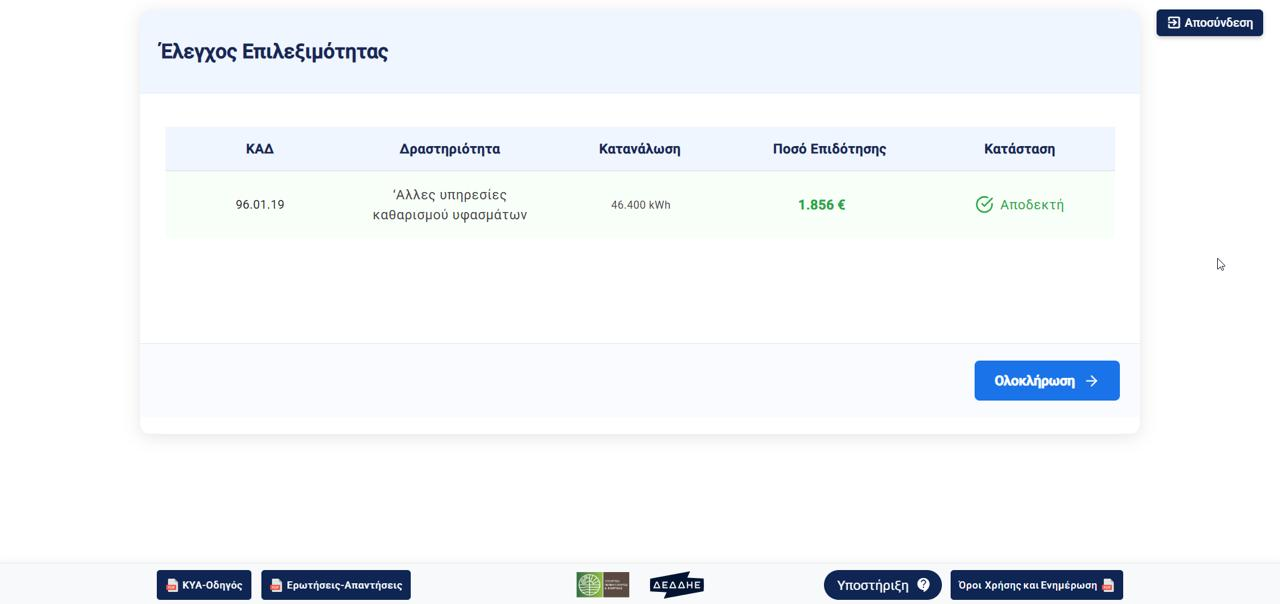 Αποσύνδεση
Έλεγχος Επιλεξιμότητας
ΚΑΔ Δραστηριότητα Κατανάλωση Ποσό Επιδότησης Κατάσταση
96.01.19 'Αλλες υπηρεσίες καθαρισμού υφασμάτων 46.400 kWh 1.856 € Αποδεκτή
Ολοκλήρωση
ΚΥΑ-Οδηγός Ερωτήσεις-Απαντήσεις ΔΕΔΔΗΕ Υποστήριξη Όροι Χρήσης και Ενημέρωση